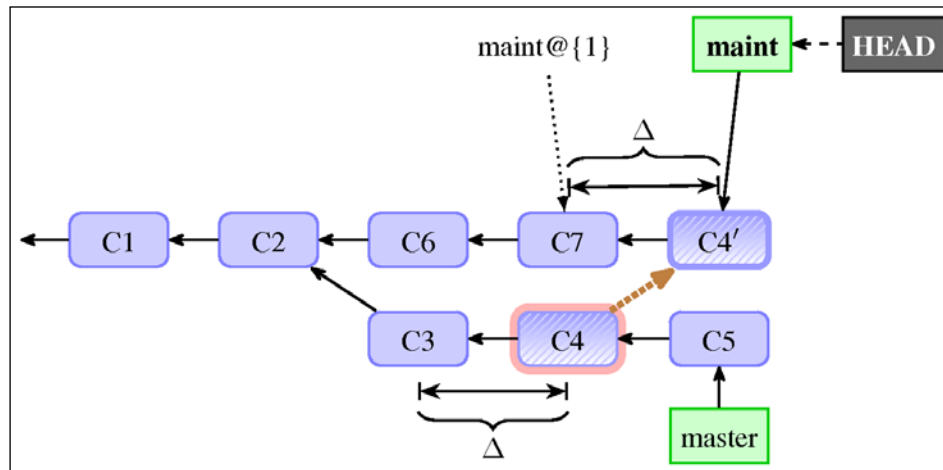 maint@{1}
maint
HEAD
Δ
C1
C2
C6
C7
C4′
C3
C4
C5
Δ
master